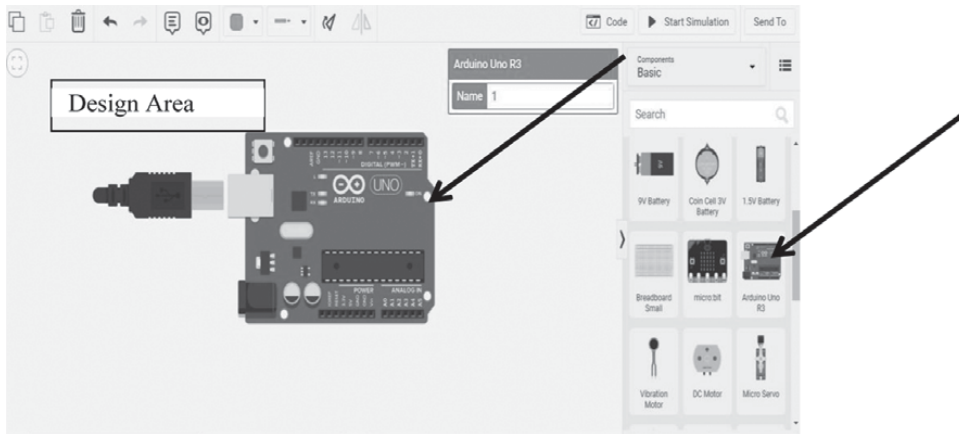 Code
Start Simulation
Send To
Design Area
Arduino Uno R3
Name 1
Components
Basic
Search
9V Battery
Coin Cell 3V
Battery
1.5V Battery
Breadboard
Small
micro:bit
Arduino Uno
R3
Vibration
Motor
DC Motor
Micro Servo
DIGITAL (PWM~)
UNO
ARDUINO
POWER
ANALOG IN